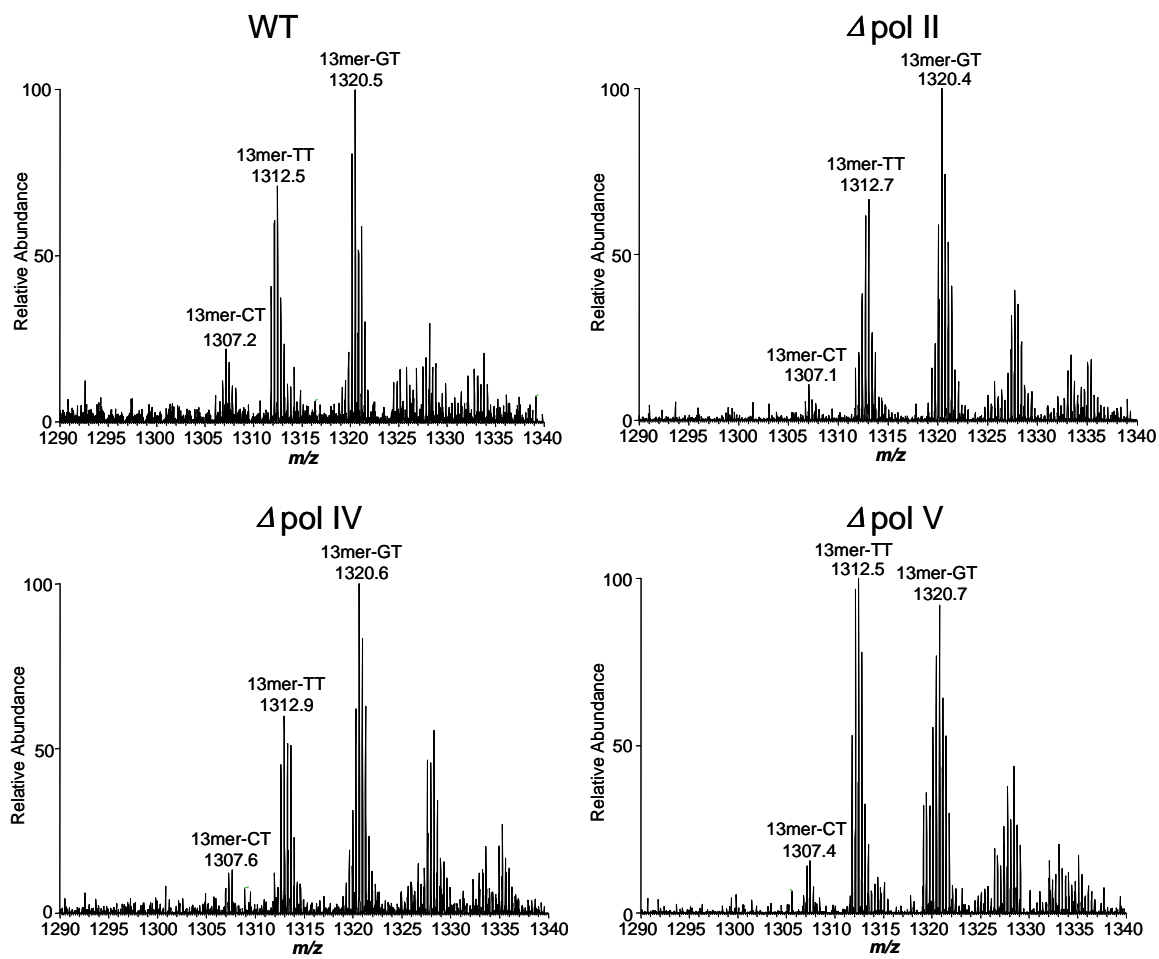 WT
13mer-GT
1320.5
100
13mer-TT
1312.5
Relative Abundance
50
13mer-CT
1307.2
0
1290 1295 1300 1305 1310 1315 1320 1325 1330 1335 1340
m/z
Δ pol II
13mer-GT
1320.4
100
13mer-TT
1312.7
Relative Abundance
50
13mer-CT
1307.1
0
1290 1295 1300 1305 1310 1315 1320 1325 1330 1335 1340
m/z
Δ pol IV
13mer-GT
1320.6
100
13mer-TT
1312.9
Relative Abundance
50
13mer-CT
1307.6
0
1290 1295 1300 1305 1310 1315 1320 1325 1330 1335 1340
m/z
Δ pol V
13mer-TT
1312.5
13mer-GT
1320.7
100
Relative Abundance
50
13mer-CT
1307.4
0
1290 1295 1300 1305 1310 1315 1320 1325 1330 1335 1340
m/z